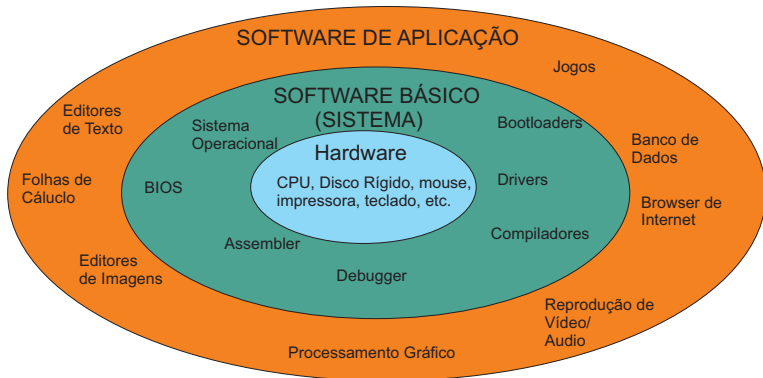 SOFTWARE DE APLICAÇÃO
Jogos
SOFTWARE BÁSICO
(SISTEMA)
Editores
de Texto
Sistema
Operacional
Bootloaders
Banco de
Dados
Hardware
CPU, Disco Rígido, mouse,
impressora, teclado, etc.
Folhas de
Cáluclo
BIOS
Drivers
Browser de
Internet
Assembler
Compiladores
Editores
de Imagens
Debugger
Reprodução de
Vídeo/
Audio
Processamento Gráfico